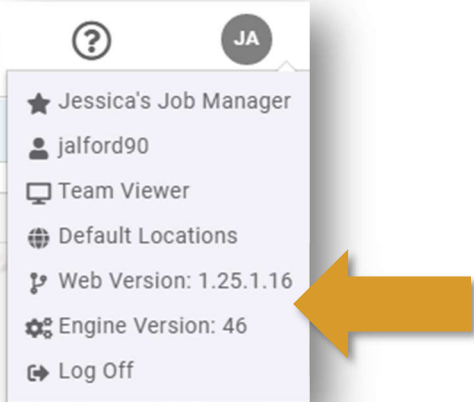 JA
Jessica's Job Manager
jalford90
Team Viewer
Default Locations
Web Version: 1.25.1.16
Engine Version: 46
Log Off